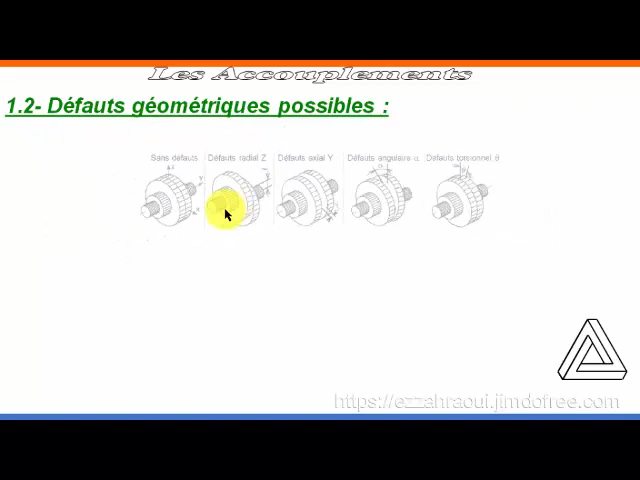 Les Accouplements
1.2- Défauts géométriques possibles :
Sans défauts
Défauts radial Z
Défauts axial Y
Défauts angulaire α
Défauts torsionnel θ
https://ezzahraoui.jimdofree.com